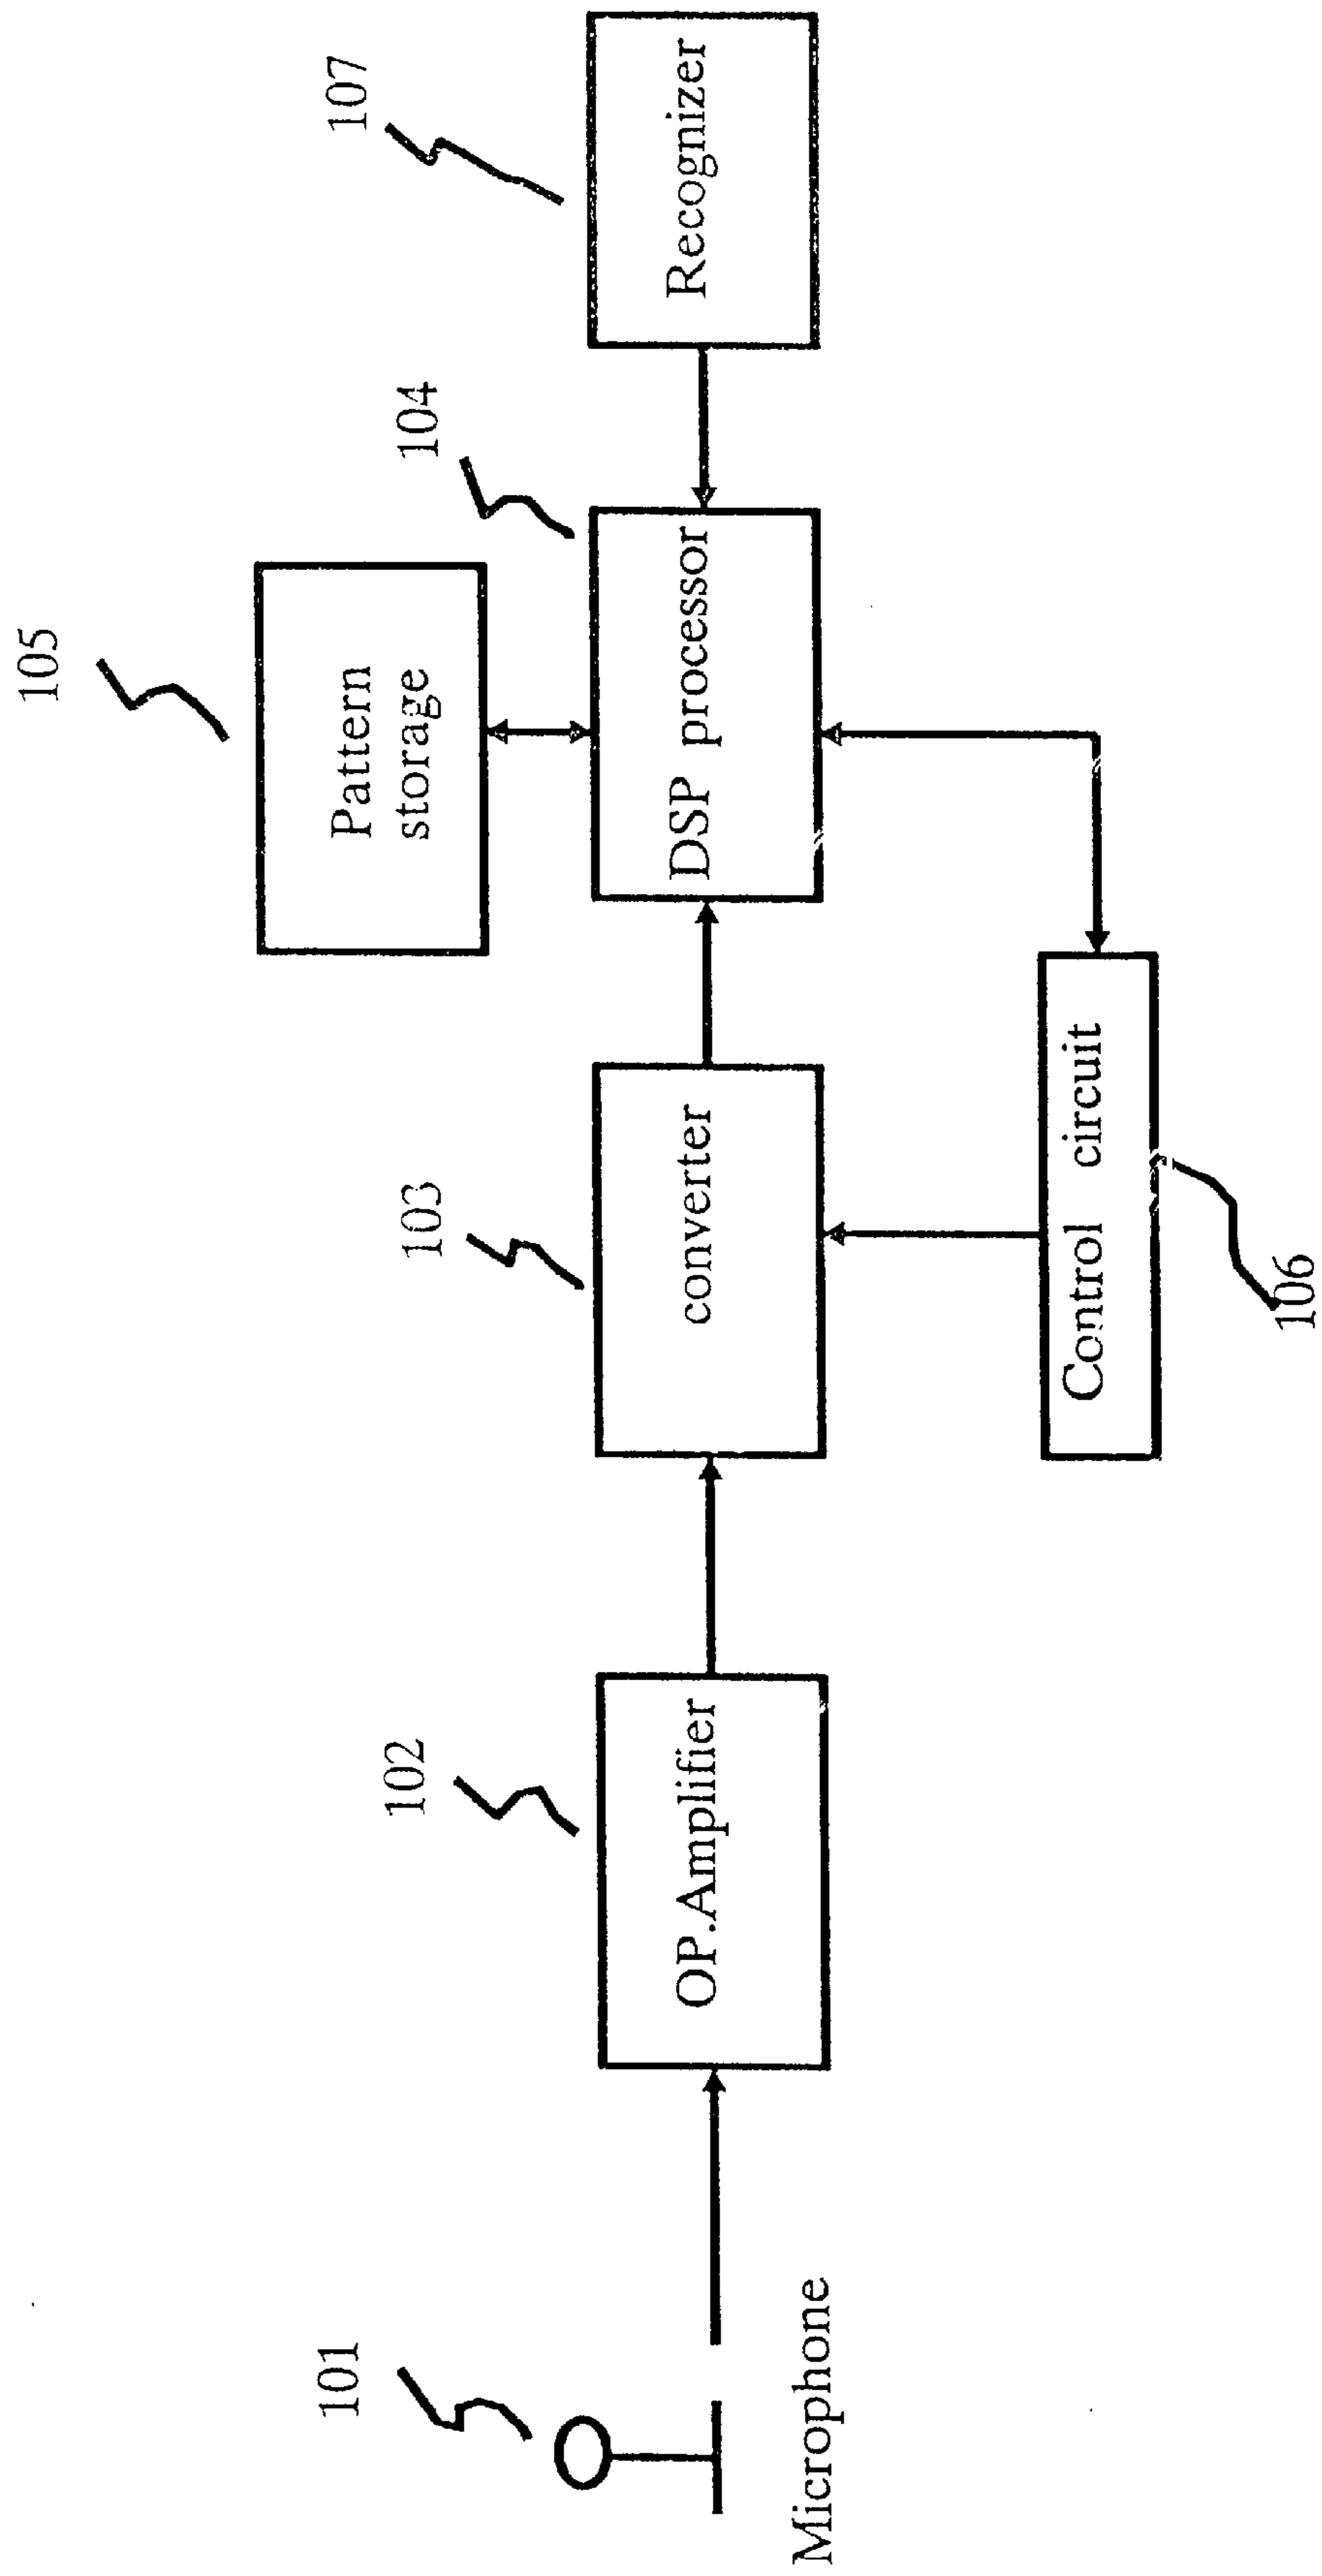 105
107
104
103
102
101
Pattern
storage
Recognizer
DSP processor
converter
OP.Amplifier
Microphone
Control circuit
106